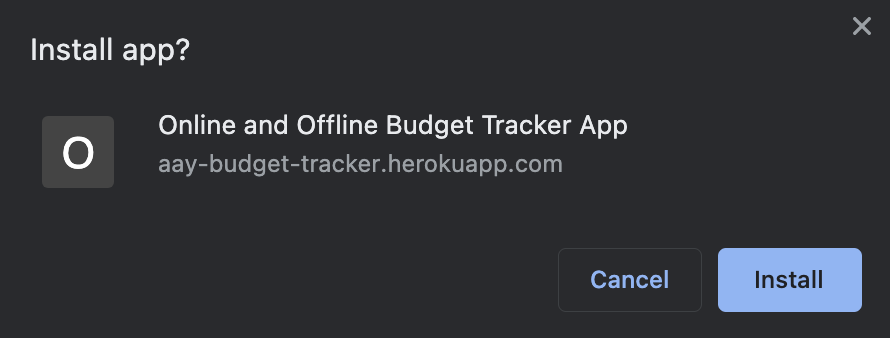 Install app?
O
Online and Offline Budget Tracker App
aay-budget-tracker.herokuapp.com
Cancel
Install